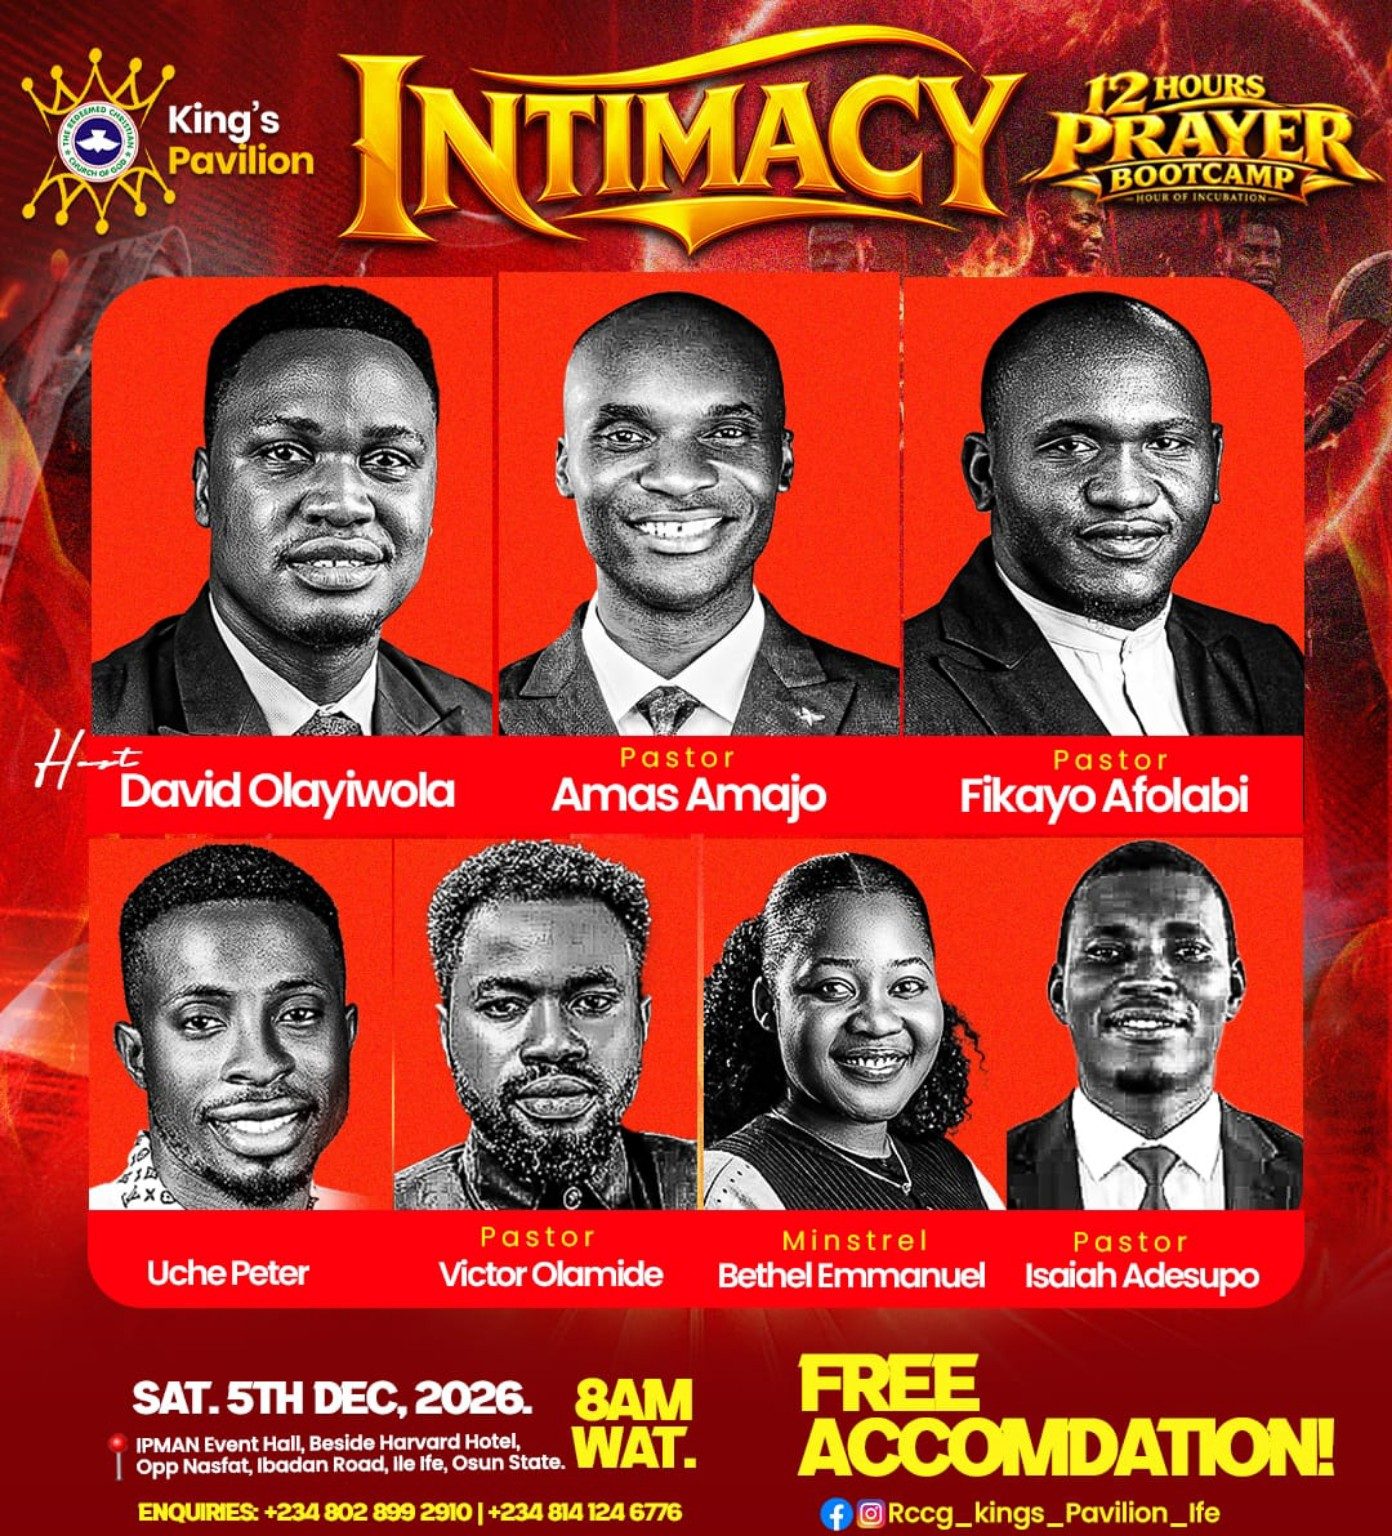 THE REDEEMED CHRISTIAN
CHURCH OF GOD
King's
Pavilion
INTIMACY
12 HOURS
PRAYER
BOOTCAMP
HOUR OF INCUBATION
Host
David Olayiwola
Pastor
Amas Amajo
Pastor
Fikayo Afolabi
Uche Peter
Pastor
Victor Olamide
Minstrel
Bethel Emmanuel
Pastor
Isaiah Adesupo
SAT. 5TH DEC, 2026.
8AM
WAT.
IPMAN Event Hall, Beside Harvard Hotel,
Opp Nasfat, Ibadan Road, Ile Ife, Osun State.
ENQUIRIES: +234 802 899 2910 | +234 814 124 6776
FREE
ACCOMDATION!
Rccg_kings_Pavilion_Ife